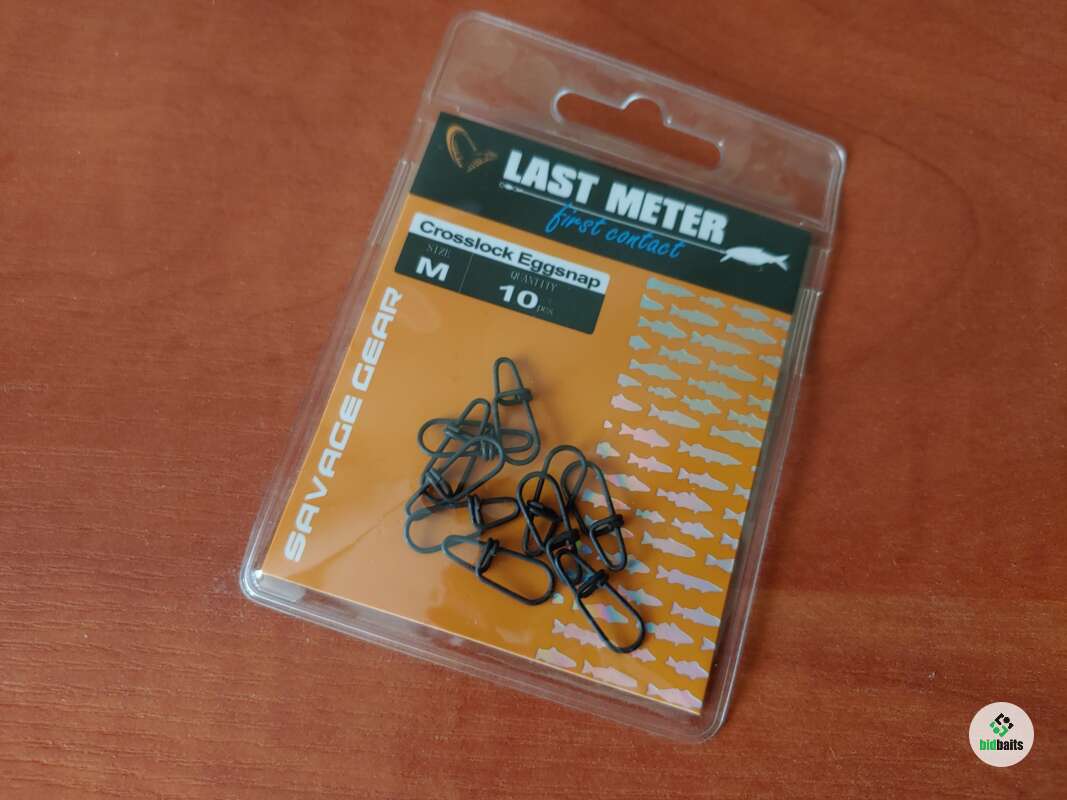 LAST METER
first contact
Crosslock Eggsnap
SIZE
M
QUANTITY
10 pcs
SAVAGE GEAR
bidbaits